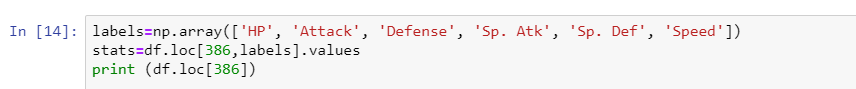 In [14]: labels=np.array(['HP', 'Attack', 'Defense', 'Sp. Atk', 'Sp. Def', 'Speed'])
stats=df.loc[386,labels].values
print (df.loc[386])